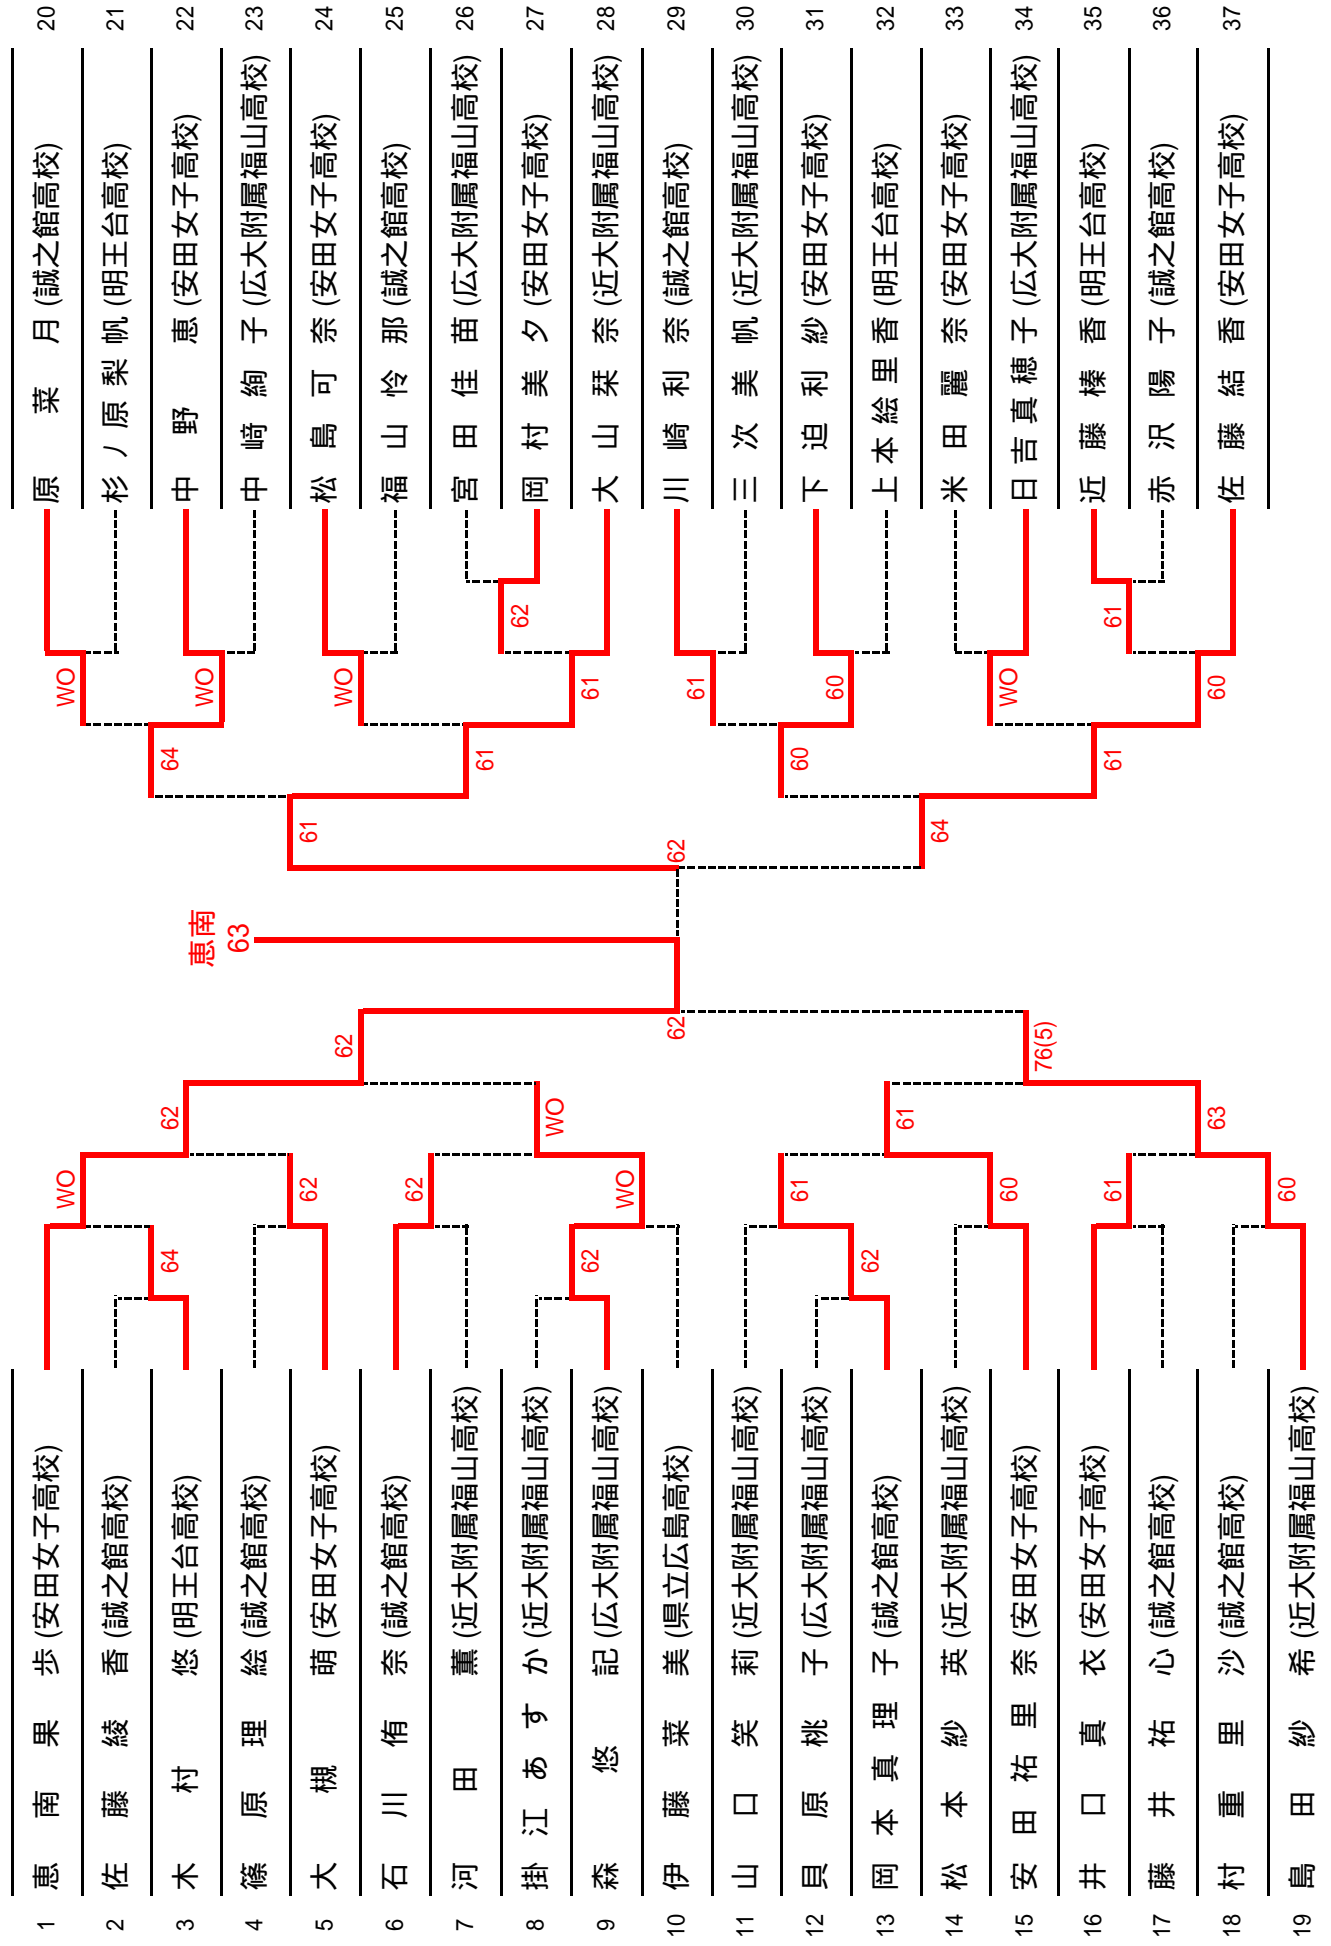 1 恵南果歩(安田女子高校)
2 佐藤綾香(誠之館高校)
3 木村悠(明王台高校)
4 篠原理絵(誠之館高校)
5 大槻萌(安田女子高校)
6 石川侑奈(誠之館高校)
7 河田薫(近大附属福山高校)
8 掛江あすか(近大附属福山高校)
9 森悠記(広大附属福山高校)
10 伊藤菜美(県立広島高校)
11 山口笑莉(近大附属福山高校)
12 貝原桃子(広大附属福山高校)
13 岡本真理子(誠之館高校)
14 松本紗英(近大附属福山高校)
15 安田祐里奈(安田女子高校)
16 井口真衣(安田女子高校)
17 藤井祐心(誠之館高校)
18 村重里沙(誠之館高校)
19 島田紗希(近大附属福山高校)
64
62
62
WO
62
62
WO
61
60
61
60
62
WO
61
63
62
76(5)
62
恵南
63
62
61
64
64
61
60
61
WO
WO
WO
61
61
60
WO
60
62
61
原菜月(誠之館高校) 20
杉ノ原梨帆(明王台高校) 21
中野恵(安田女子高校) 22
中﨑絢子(広大附属福山高校) 23
松島可奈(安田女子高校) 24
福山怜那(誠之館高校) 25
宮田佳苗(広大附属福山高校) 26
岡村美夕(安田女子高校) 27
大山栞奈(近大附属福山高校) 28
川崎利奈(誠之館高校) 29
三次美帆(近大附属福山高校) 30
下迫利紗(安田女子高校) 31
上本絵里香(明王台高校) 32
米田麗奈(安田女子高校) 33
日吉真穂子(広大附属福山高校) 34
近藤榛香(明王台高校) 35
赤沢陽子(誠之館高校) 36
佐藤結香(安田女子高校) 37